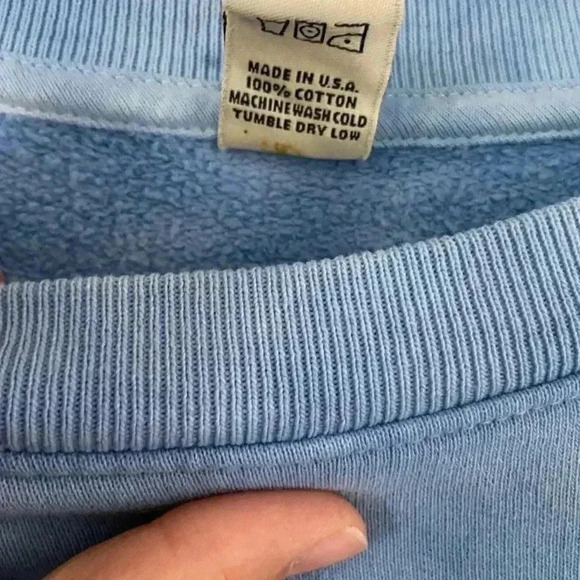 MADE IN U.S.A.
100% COTTON
MACHINE WASH COLD
TUMBLE DRY LOW